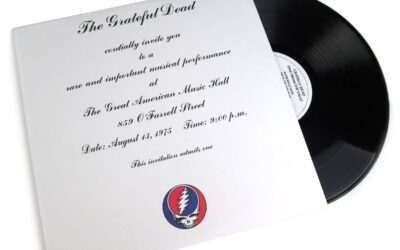 The Grateful Dead
cordially invite you
to a
rare and important musical performance
at
The Great American Music Hall
859 O'Farrell Street
Date: August 13, 1975 Time: 9:00 p.m.
This invitation admits one